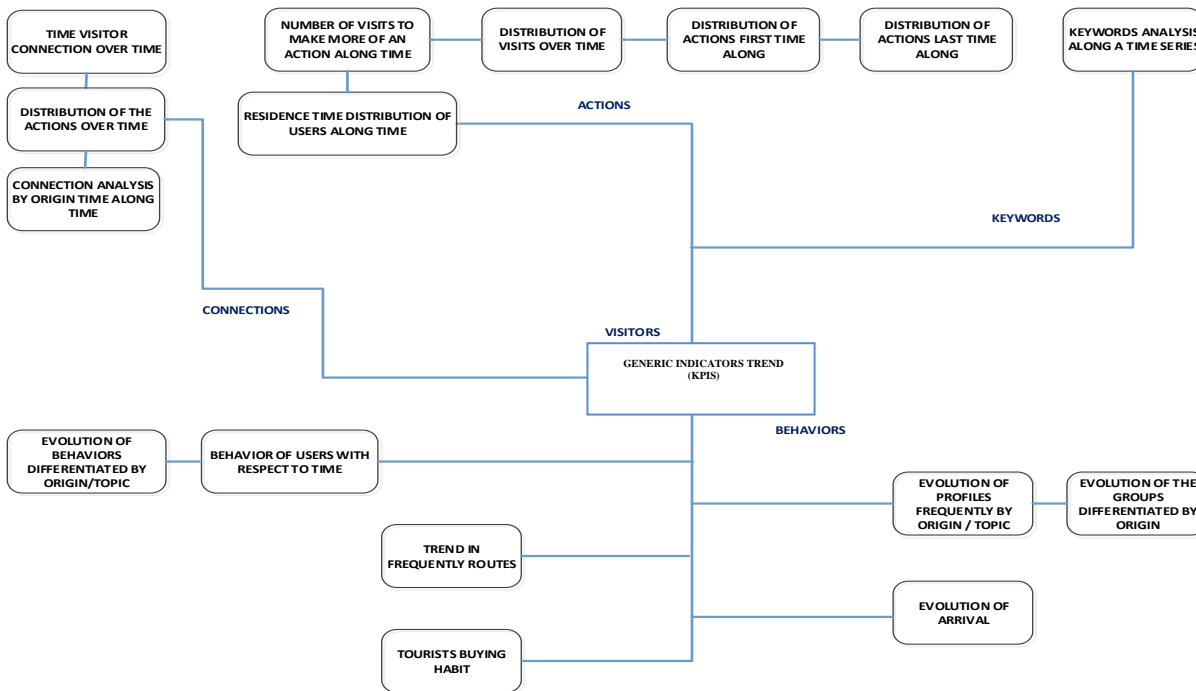 TIME VISITOR
CONNECTION OVER TIME
NUMBER OF VISITS TO
MAKE MORE OF AN
ACTION ALONG TIME
DISTRIBUTION OF
VISITS OVER TIME
DISTRIBUTION OF
ACTIONS FIRST TIME
ALONG
DISTRIBUTION OF
ACTIONS LAST TIME
ALONG
KEYWORDS ANALYSIS
ALONG A TIME SERIES
DISTRIBUTION OF THE
ACTIONS OVER TIME
RESIDENCE TIME DISTRIBUTION OF
USERS ALONG TIME
ACTIONS
CONNECTION ANALYSIS
BY ORIGIN TIME ALONG
TIME
KEYWORDS
CONNECTIONS
VISITORS
GENERIC INDICATORS TREND
(KPIS)
BEHAVIORS
EVOLUTION OF
BEHAVIORS
DIFFERENTIATED BY
ORIGIN/TOPIC
BEHAVIOR OF USERS WITH
RESPECT TO TIME
EVOLUTION OF
PROFILES
FREQUENTLY BY
ORIGIN / TOPIC
EVOLUTION OF THE
GROUPS
DIFFERENTIATED BY
ORIGIN
TREND IN
FREQUENTLY ROUTES
EVOLUTION OF
ARRIVAL
TOURISTS BUYING
HABIT